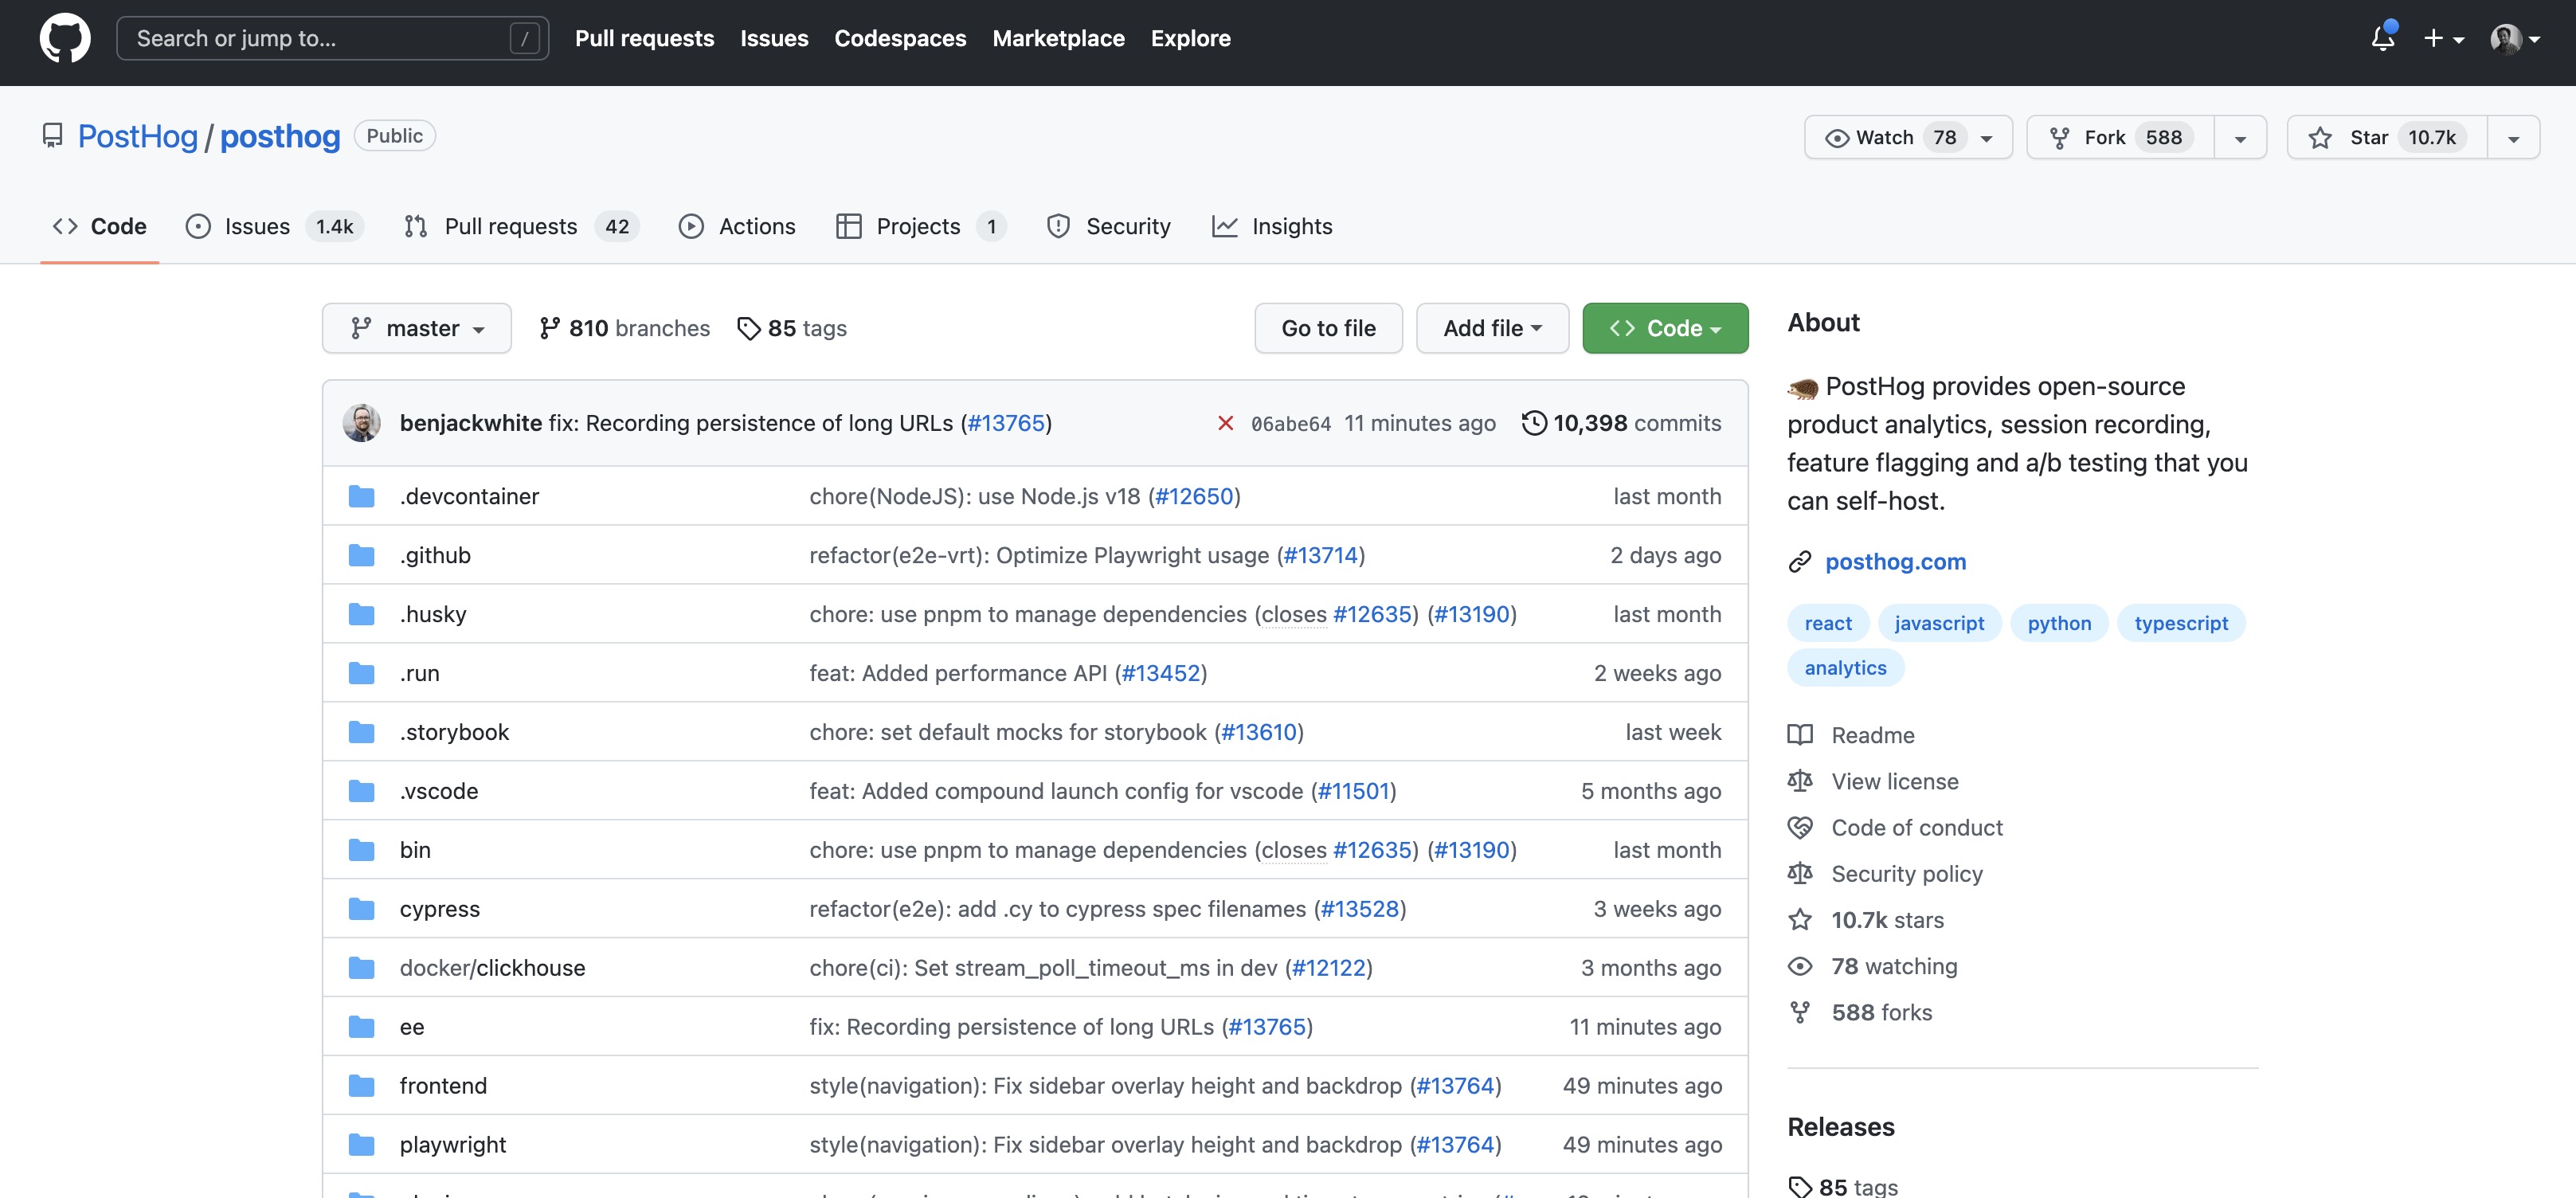 Search or jump to... /
Pull requests Issues Codespaces Marketplace Explore
PostHog / posthog Public
Watch 78 Fork 588 Star 10.7k
Code Issues 1.4k Pull requests 42 Actions Projects 1 Security Insights
master 810 branches 85 tags Go to file Add file Code
benjackwhite fix: Recording persistence of long URLs (#13765) 06abe64 11 minutes ago 10,398 commits
.devcontainer chore(NodeJS): use Node.js v18 (#12650) last month
.github refactor(e2e-vrt): Optimize Playwright usage (#13714) 2 days ago
.husky chore: use pnpm to manage dependencies (closes #12635) (#13190) last month
.run feat: Added performance API (#13452) 2 weeks ago
.storybook chore: set default mocks for storybook (#13610) last week
.vscode feat: Added compound launch config for vscode (#11501) 5 months ago
bin chore: use pnpm to manage dependencies (closes #12635) (#13190) last month
cypress refactor(e2e): add .cy to cypress spec filenames (#13528) 3 weeks ago
docker/clickhouse chore(ci): Set stream_poll_timeout_ms in dev (#12122) 3 months ago
ee fix: Recording persistence of long URLs (#13765) 11 minutes ago
frontend style(navigation): Fix sidebar overlay height and backdrop (#13764) 49 minutes ago
playwright style(navigation): Fix sidebar overlay height and backdrop (#13764) 49 minutes ago
About
🦔 PostHog provides open-source
product analytics, session recording,
feature flagging and a/b testing that you
can self-host.
posthog.com
react javascript python typescript
analytics
Readme
View license
Code of conduct
Security policy
10.7k stars
78 watching
588 forks
Releases
85 tags